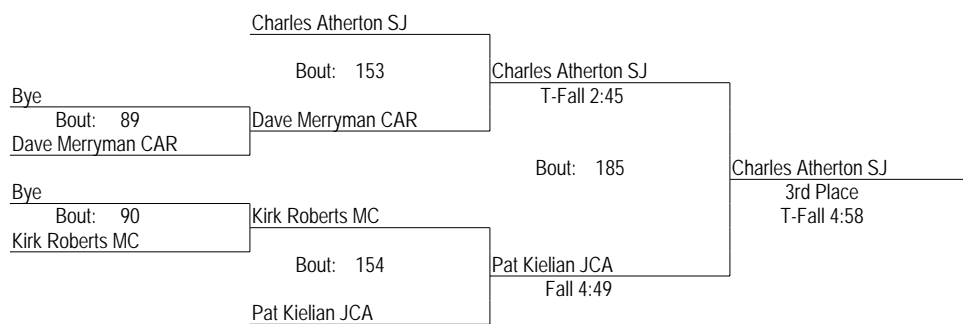 Charles Atherton SJ
Bout: 153
Charles Atherton SJ
T-Fall 2:45
Bye
Bout: 89
Dave Merryman CAR
Dave Merryman CAR
Bout: 185
Charles Atherton SJ
3rd Place
T-Fall 4:58
Bye
Bout: 90
Kirk Roberts MC
Kirk Roberts MC
Bout: 154
Pat Kielian JCA
Fall 4:49
Pat Kielian JCA